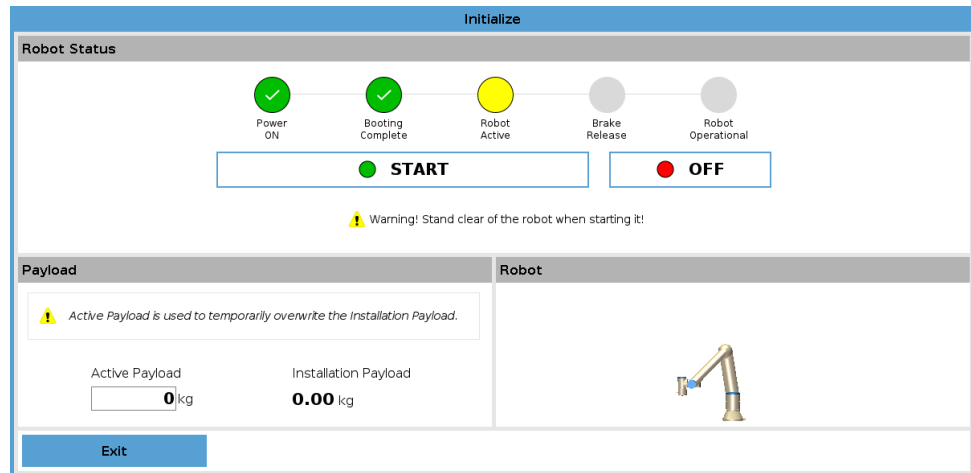 Initialize
Robot Status
Power
ON
Booting
Complete
Robot
Active
Brake
Release
Robot
Operational
START
OFF
Warning! Stand clear of the robot when starting it!
Payload
Active Payload is used to temporarily overwrite the Installation Payload.
Active Payload
0 kg
Installation Payload
0.00 kg
Robot
Exit